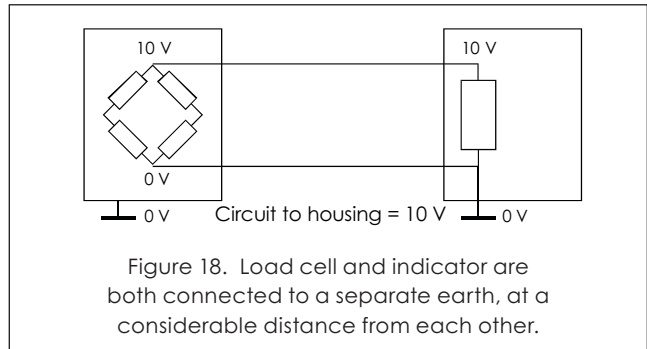 10 V 10 V
0 V
0 V Circuit to housing = 10 V 0 V
Figure 18. Load cell and indicator are
both connected to a separate earth, at a
considerable distance from each other.